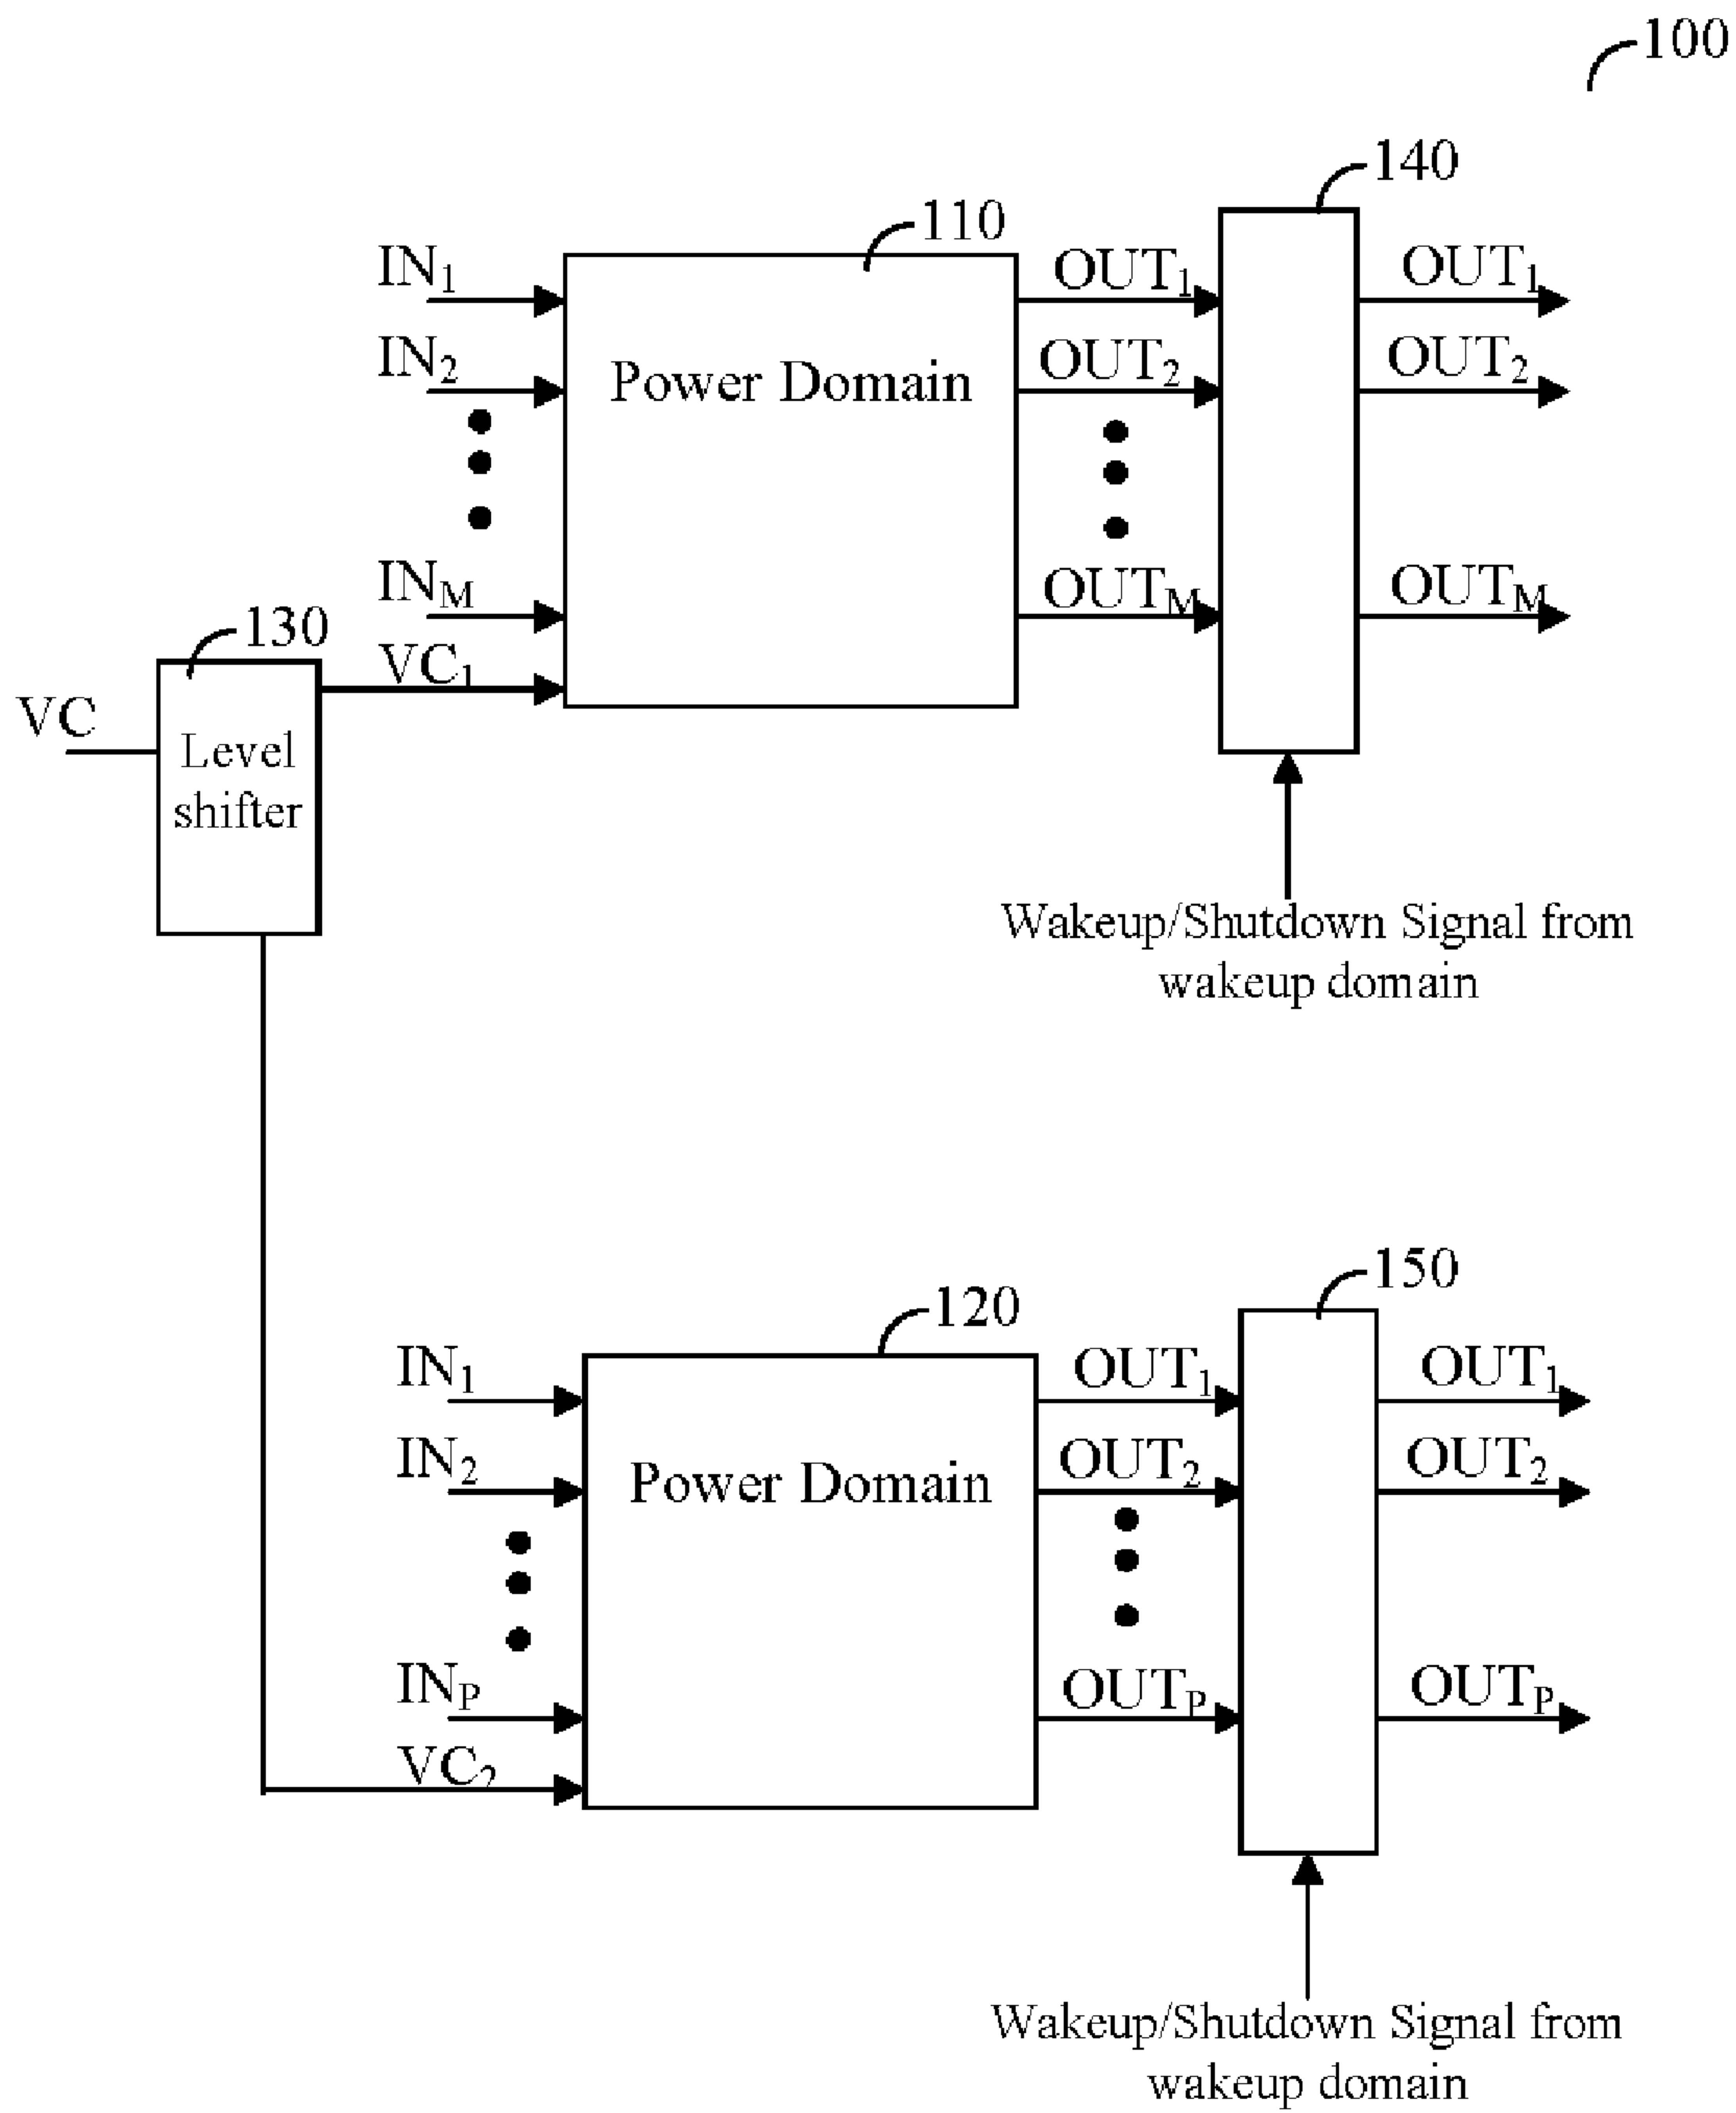 100
140
110
IN1
OUT1
OUT1
IN2
Power Domain
OUT2
OUT2
INM
OUTM
OUTM
130
VC1
VC
Level
shifter
Wakeup/Shutdown Signal from
wakeup domain
150
120
IN1
OUT1
OUT1
IN2
Power Domain
OUT2
OUT2
INP
OUTP
OUTP
VC2
Wakeup/Shutdown Signal from
wakeup domain